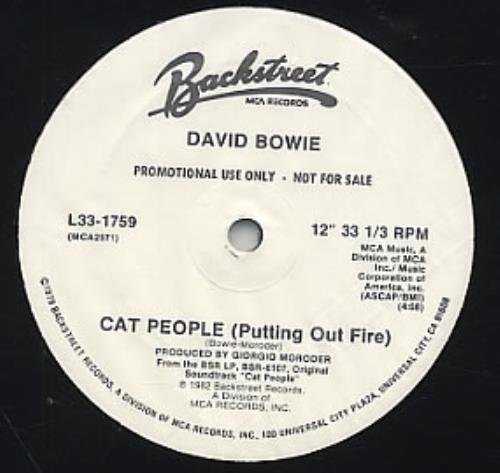 Backstreet
MCA RECORDS
DAVID BOWIE
PROMOTIONAL USE ONLY - NOT FOR SALE
L33-1759
(MCA2571)
12" 33 1/3 RPM
MCA Music, A
Division of MCA
Inc./ Music
Corporation of
America, Inc.
(ASCAP/BMI)
(4:58)
CAT PEOPLE (Putting Out Fire)
(Bowie-Moroder)
PRODUCED BY GIORGIO MORODER
From the BSR LP, BSR-6107, Original
Soundtrack "Cat People"
℗ 1982 Backstreet Records,
A Division of
MCA RECORDS, INC.
©1979 BACKSTREET RECORDS, A DIVISION OF MCA RECORDS, INC., 100 UNIVERSAL CITY PLAZA, UNIVERSAL CITY, CA 91608